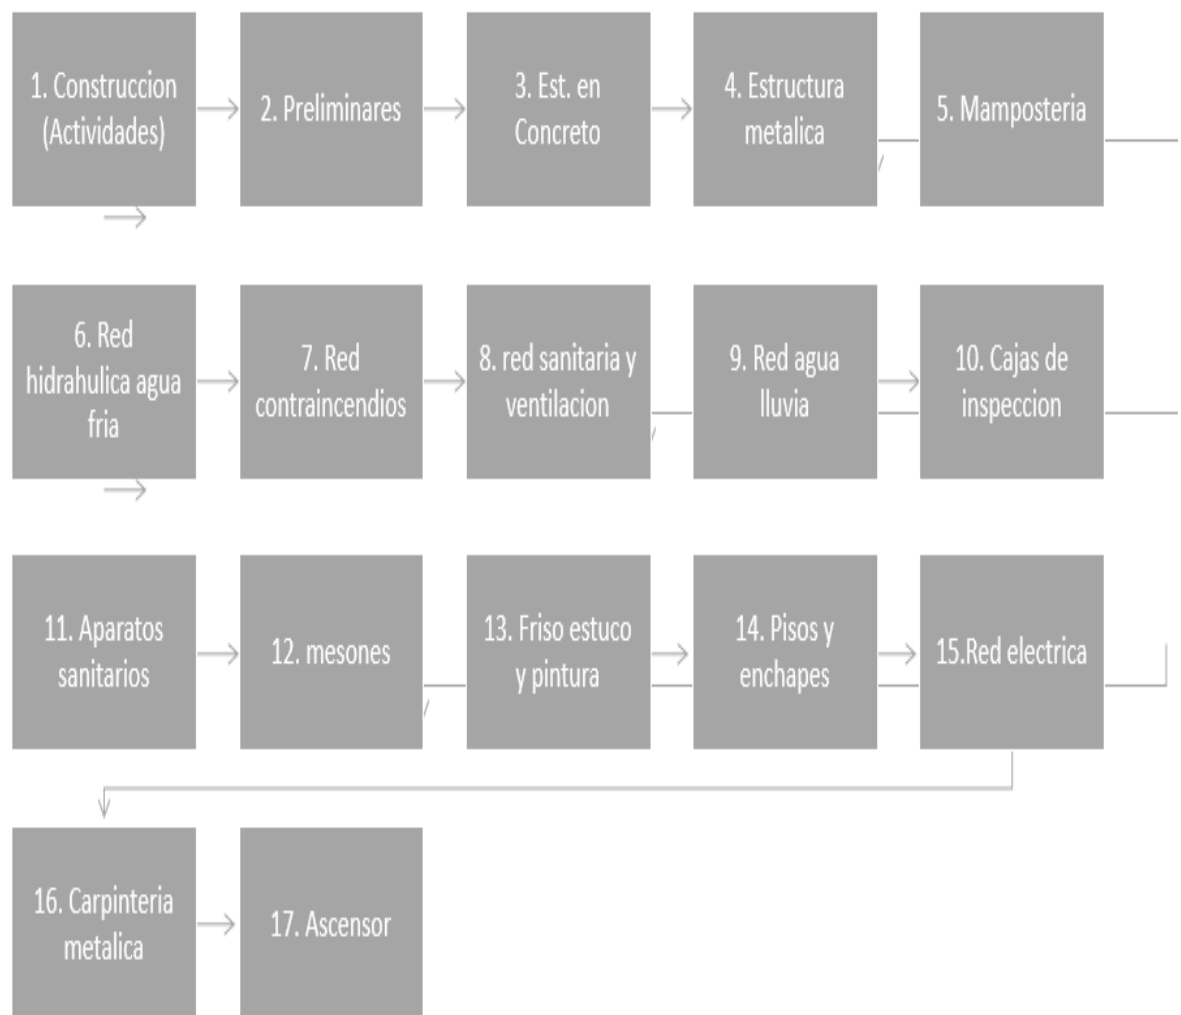 1. Construccion
(Actividades)
2. Preliminares
3. Est. en
Concreto
4. Estructura
metalica
5. Mamposteria
6. Red
hidrahulica agua
fria
7. Red
contraincendios
8. red sanitaria y
ventilacion
9. Red agua
lluvia
10. Cajas de
inspeccion
11. Aparatos
sanitarios
12. mesones
13. Friso estuco
y pintura
14. Pisos y
enchapes
15.Red electrica
16. Carpinteria
metalica
17. Ascensor